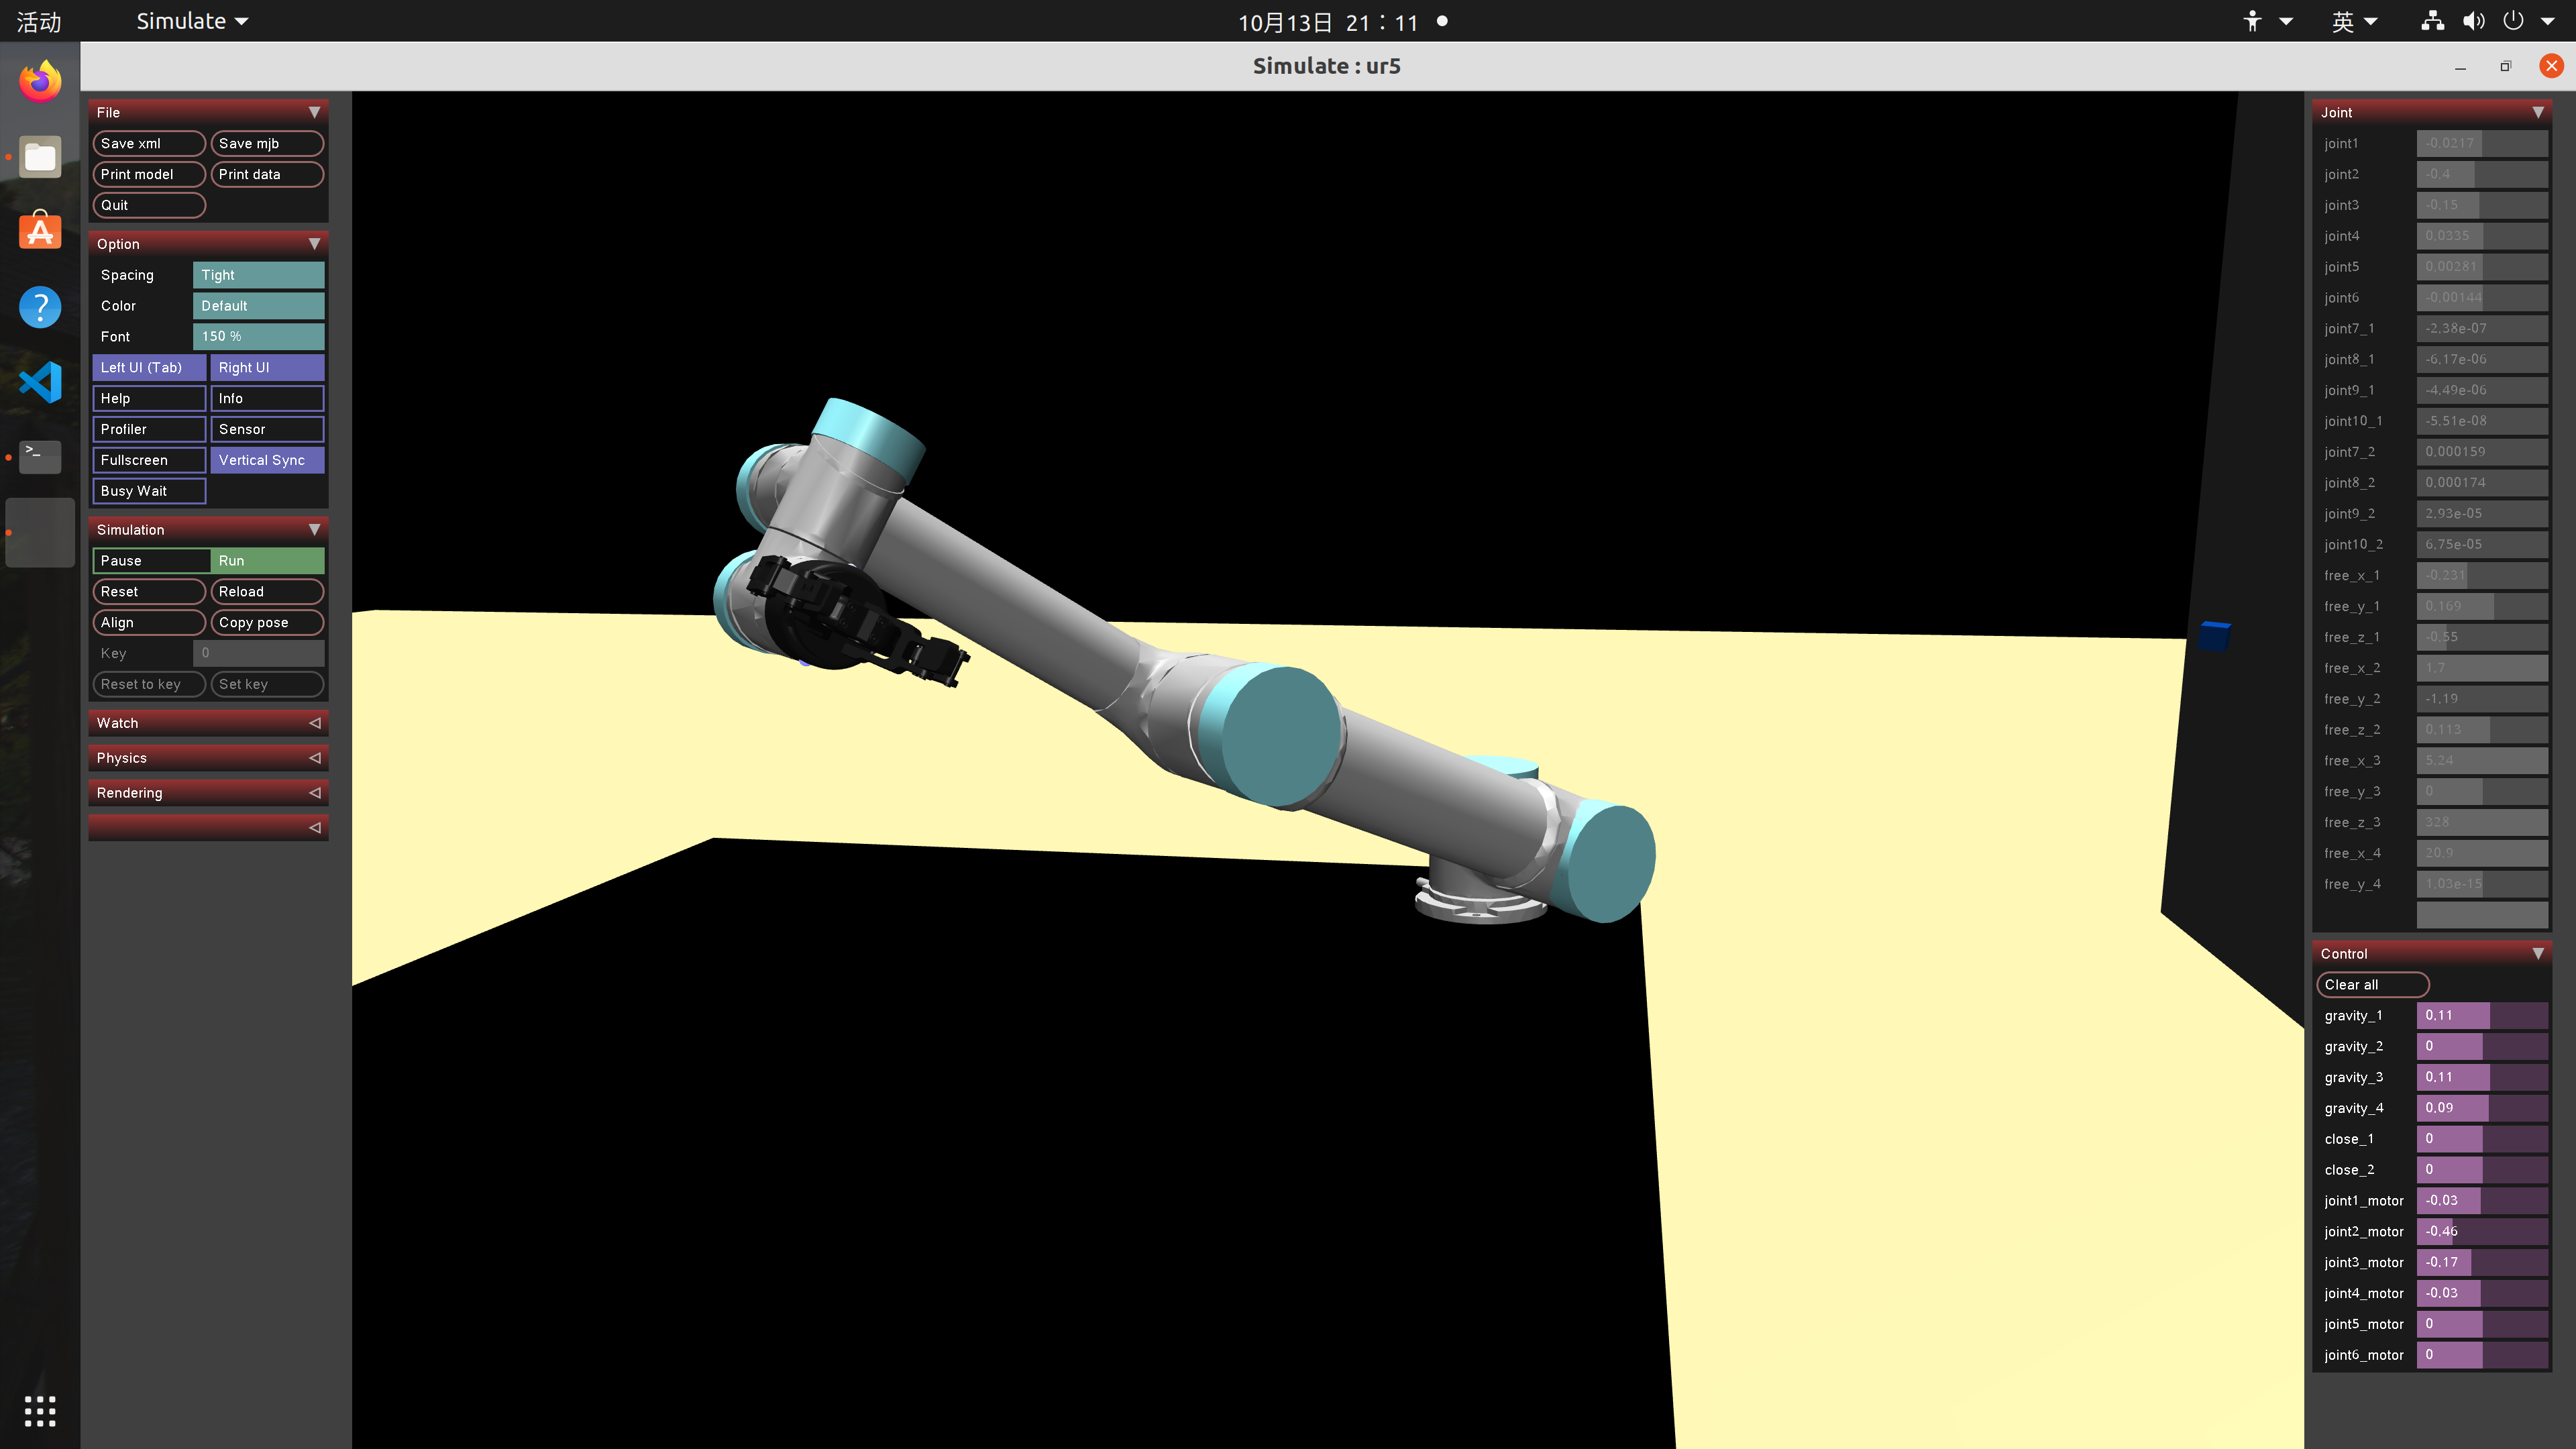 活动
Simulate
10月13日 21：11
英
Simulate : ur5
File
Save xml
Save mjb
Print model
Print data
Quit
Option
Spacing
Tight
Color
Default
Font
150 %
Left UI (Tab)
Right UI
Help
Info
Profiler
Sensor
Fullscreen
Vertical Sync
Busy Wait
Simulation
Pause
Run
Reset
Reload
Align
Copy pose
Key
0
Reset to key
Set key
Watch
Physics
Rendering
Joint
joint1 -0.0217
joint2 -0.4
joint3 -0.15
joint4 0.0335
joint5 0.00281
joint6 -0.00144
joint7_1 -2.38e-07
joint8_1 -6.17e-06
joint9_1 -4.49e-06
joint10_1 -5.51e-08
joint7_2 0.000159
joint8_2 0.000174
joint9_2 2.93e-05
joint10_2 6.75e-05
free_x_1 -0.231
free_y_1 0.169
free_z_1 -0.55
free_x_2 1.7
free_y_2 -1.19
free_z_2 0.113
free_x_3 5.24
free_y_3 0
free_z_3 328
free_x_4 20.9
free_y_4 1.03e-15
Control
Clear all
gravity_1 0.11
gravity_2 0
gravity_3 0.11
gravity_4 0.09
close_1 0
close_2 0
joint1_motor -0.03
joint2_motor -0.46
joint3_motor -0.17
joint4_motor -0.03
joint5_motor 0
joint6_motor 0